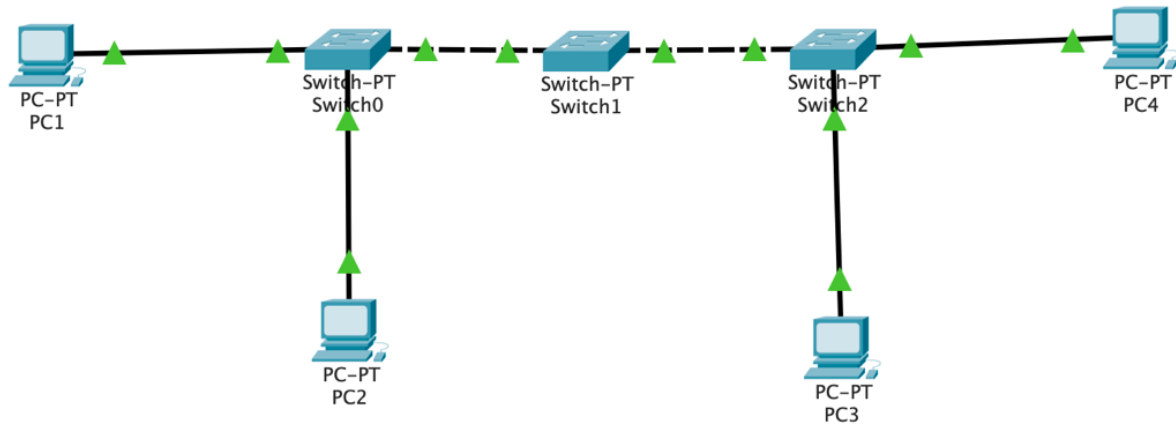 PC-PT
PC1
Switch-PT
Switch0
Switch-PT
Switch1
Switch-PT
Switch2
PC-PT
PC4
PC-PT
PC2
PC-PT
PC3